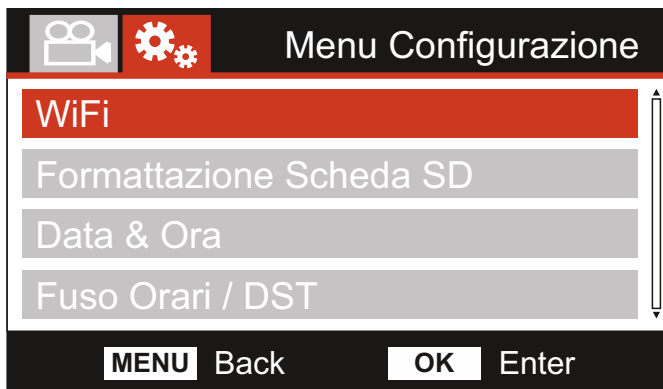 Menu Configurazione
WiFi
Formattazione Scheda SD
Data & Ora
Fuso Orari / DST
MENU Back OK Enter